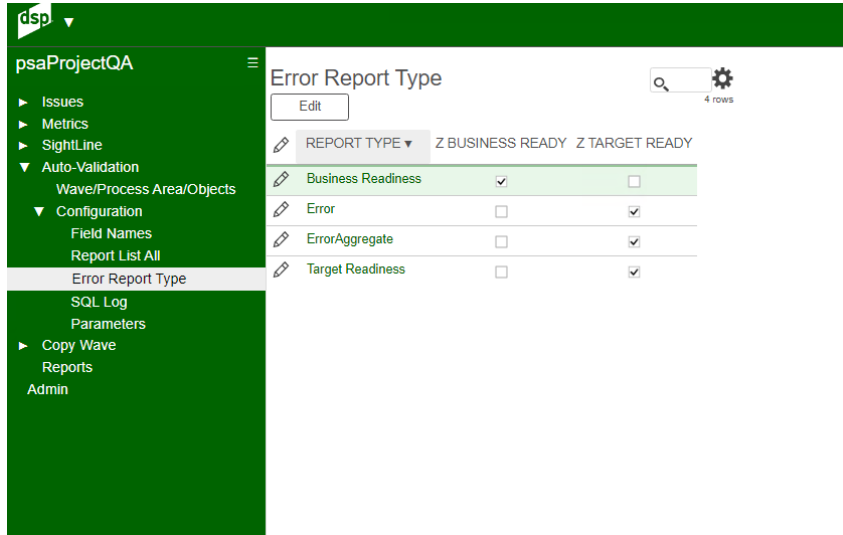 dsp
psaProjectQA
Issues
Metrics
SightLine
Auto-Validation
Wave/Process Area/Objects
Configuration
Field Names
Report List All
Error Report Type
SQL Log
Parameters
Copy Wave
Reports
Admin
Error Report Type
Edit
4 rows
REPORT TYPE Z BUSINESS READY Z TARGET READY
Business Readiness
Error
ErrorAggregate
Target Readiness